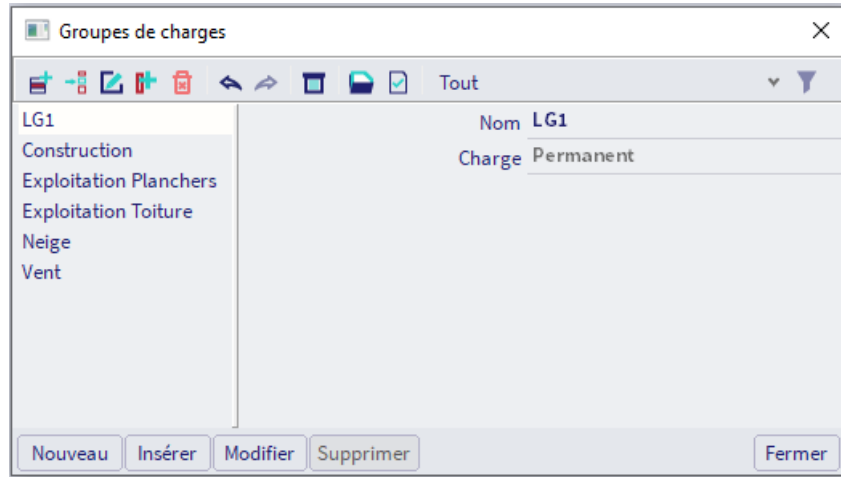 Groupes de charges
Tout
LG1
Construction
Exploitation Planchers
Exploitation Toiture
Neige
Vent
Nom LG1
Charge Permanent
Nouveau Insérer Modifier Supprimer Fermer